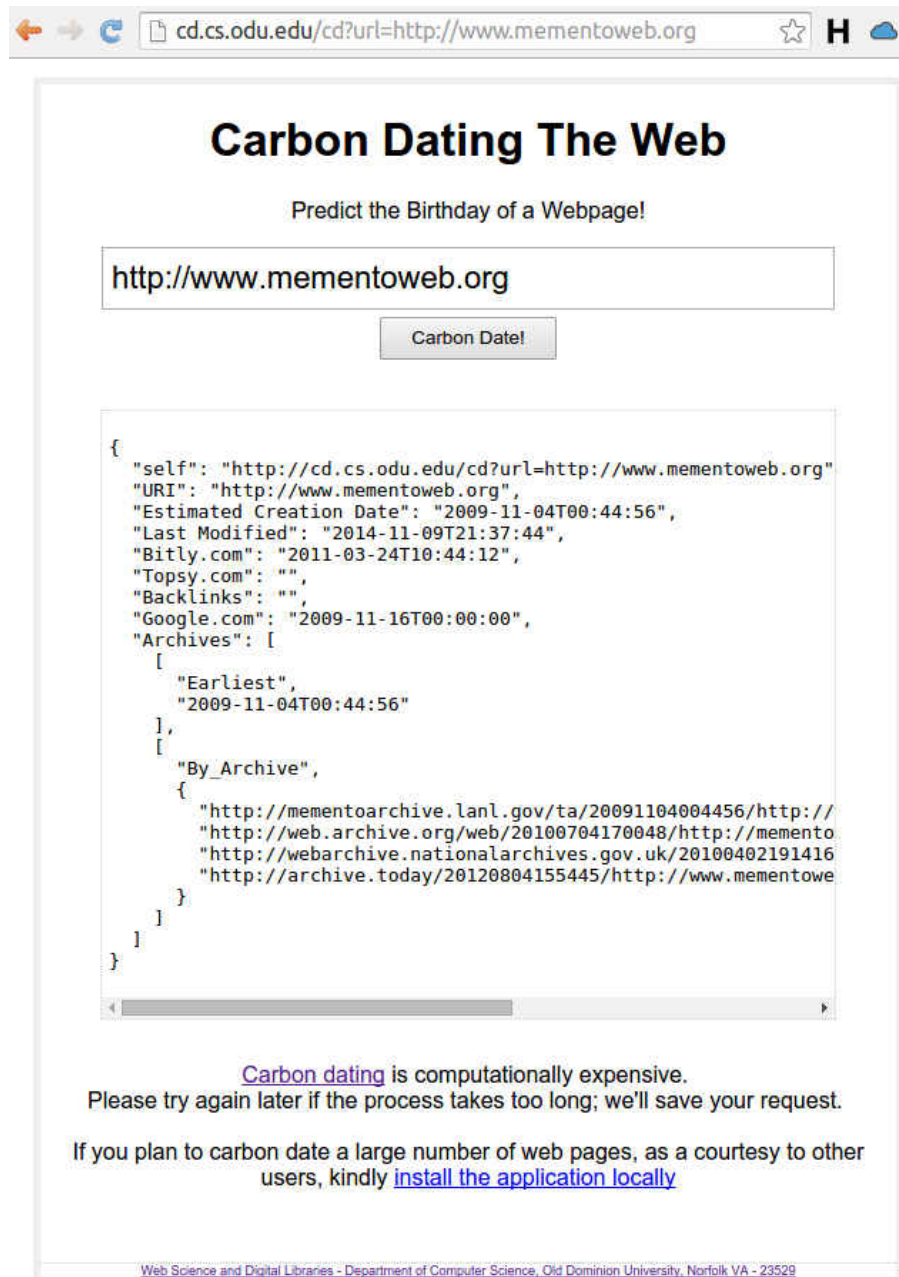 cd.cs.odu.edu/cd?url=http://www.mementoweb.org
H
Carbon Dating The Web
Predict the Birthday of a Webpage!
http://www.mementoweb.org
Carbon Date!
{
"self": "http://cd.cs.odu.edu/cd?url=http://www.mementoweb.org"
"URI": "http://www.mementoweb.org",
"Estimated Creation Date": "2009-11-04T00:44:56",
"Last Modified": "2014-11-09T21:37:44",
"Bitly.com": "2011-03-24T10:44:12",
"Topsy.com": "",
"Backlinks": "",
"Google.com": "2009-11-16T00:00:00",
"Archives": [
[
"Earliest",
"2009-11-04T00:44:56"
],
[
"By_Archive",
{
"http://mementoarchive.lanl.gov/ta/20091104004456/http://
"http://web.archive.org/web/20100704170048/http://memento
"http://webarchive.nationalarchives.gov.uk/20100402191416
"http://archive.today/20120804155445/http://www.mementowe
}
]
]
}
Carbon dating is computationally expensive.
Please try again later if the process takes too long; we'll save your request.
If you plan to carbon date a large number of web pages, as a courtesy to other
users, kindly install the application locally
Web Science and Digital Libraries - Department of Computer Science, Old Dominion University, Norfolk VA - 23529